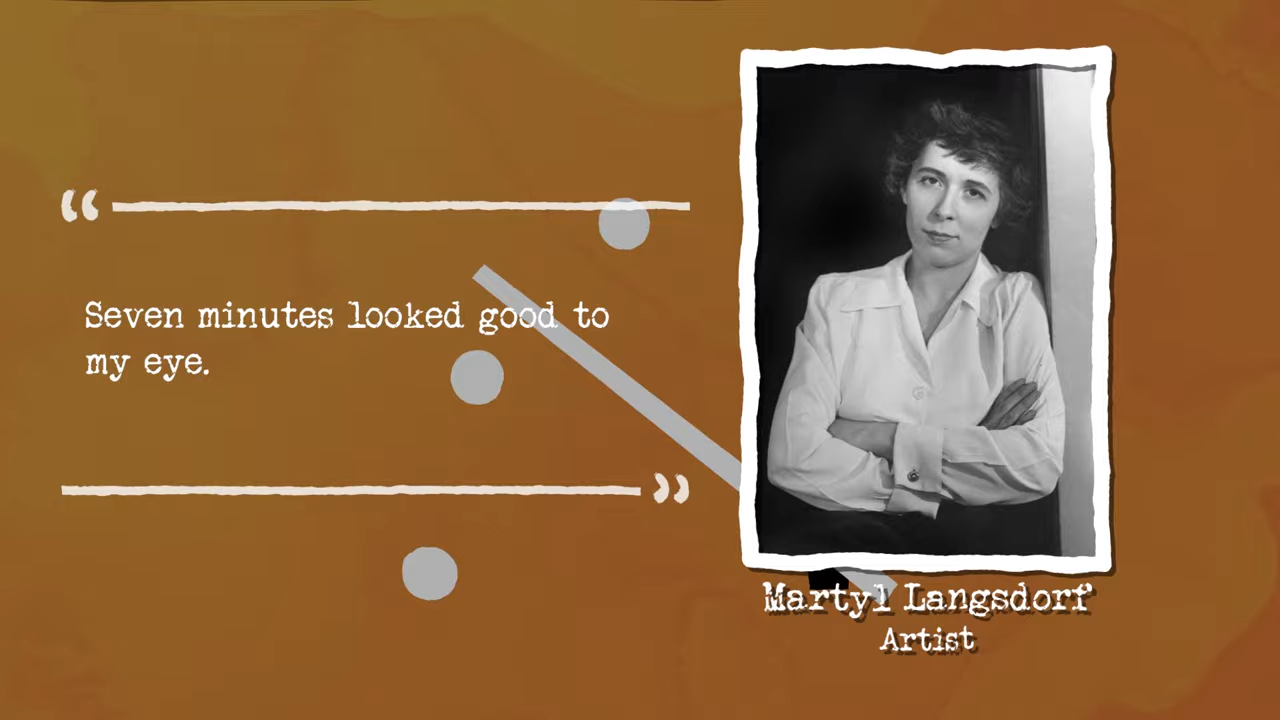 “
Seven minutes looked good to
my eye.
”
Martyl Langsdorf
Artist